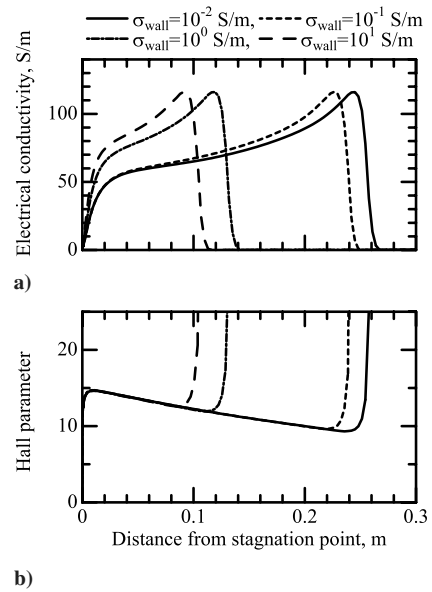 σwall=10⁻² S/m, σwall=10⁻¹ S/m
σwall=10⁰ S/m, σwall=10¹ S/m
Electrical conductivity, S/m
100
50
0
a)
Hall parameter
20
10
0
0 0.1 0.2 0.3
Distance from stagnation point, m
b)